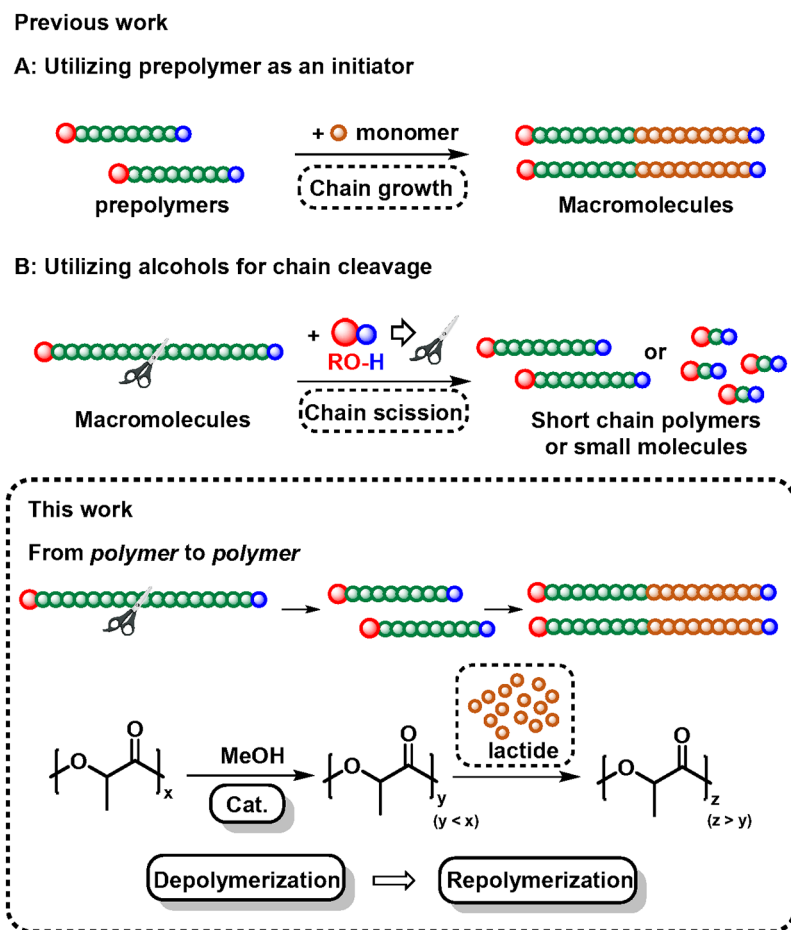 Previous work
A: Utilizing prepolymer as an initiator
+ monomer
Chain growth
prepolymers
Macromolecules
B: Utilizing alcohols for chain cleavage
+
RO-H
or
Chain scission
Macromolecules
Short chain polymers
or small molecules
This work
From polymer to polymer
lactide
O
O
x
MeOH
Cat.
O
O
y
(y < x)
O
O
z
(z > y)
Depolymerization
Repolymerization